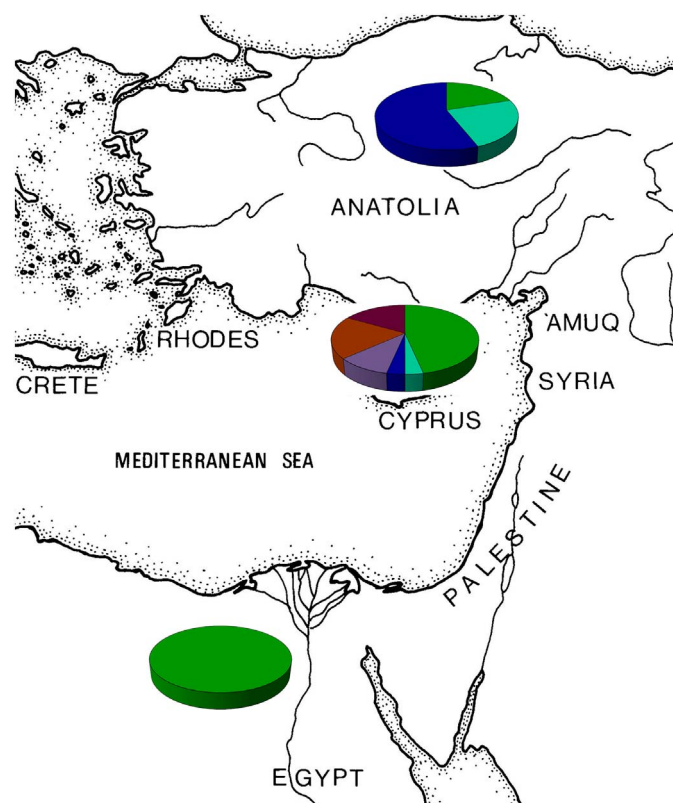 ANATOLIA
RHODES
AMUQ
CRETE
SYRIA
CYPRUS
MEDITERRANEAN SEA
PALESTINE
EGYPT